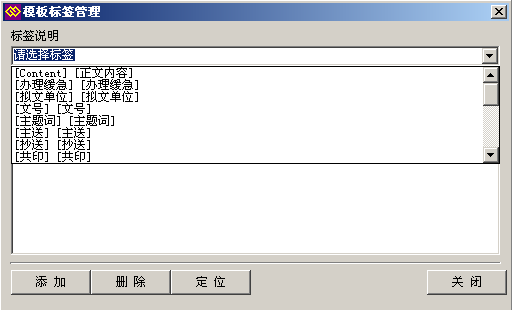 模板标签管理
标签说明
请选择标签
[Content] [正文内容]
[办理缓急] [办理缓急]
[拟文单位] [拟文单位]
[文号] [文号]
[主题词] [主题词]
[主送] [主送]
[抄送] [抄送]
[共印] [共印]
添 加 删 除 定 位 关 闭